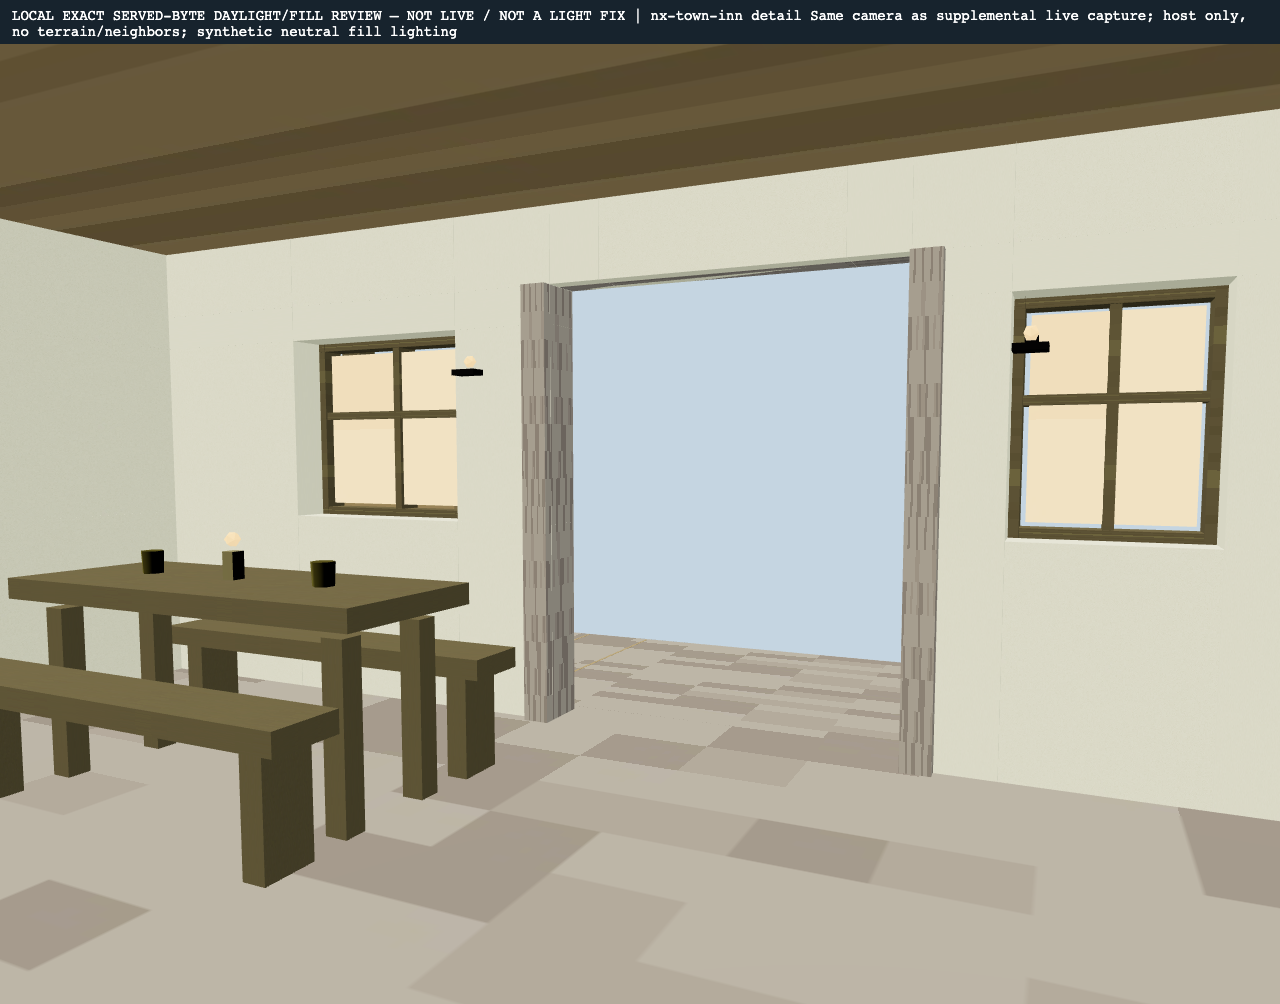 LOCAL EXACT SERVED-BYTE DAYLIGHT/FILL REVIEW — NOT LIVE / NOT A LIGHT FIX | nx-town-inn detail Same camera as supplemental live capture; host only,
no terrain/neighbors; synthetic neutral fill lighting